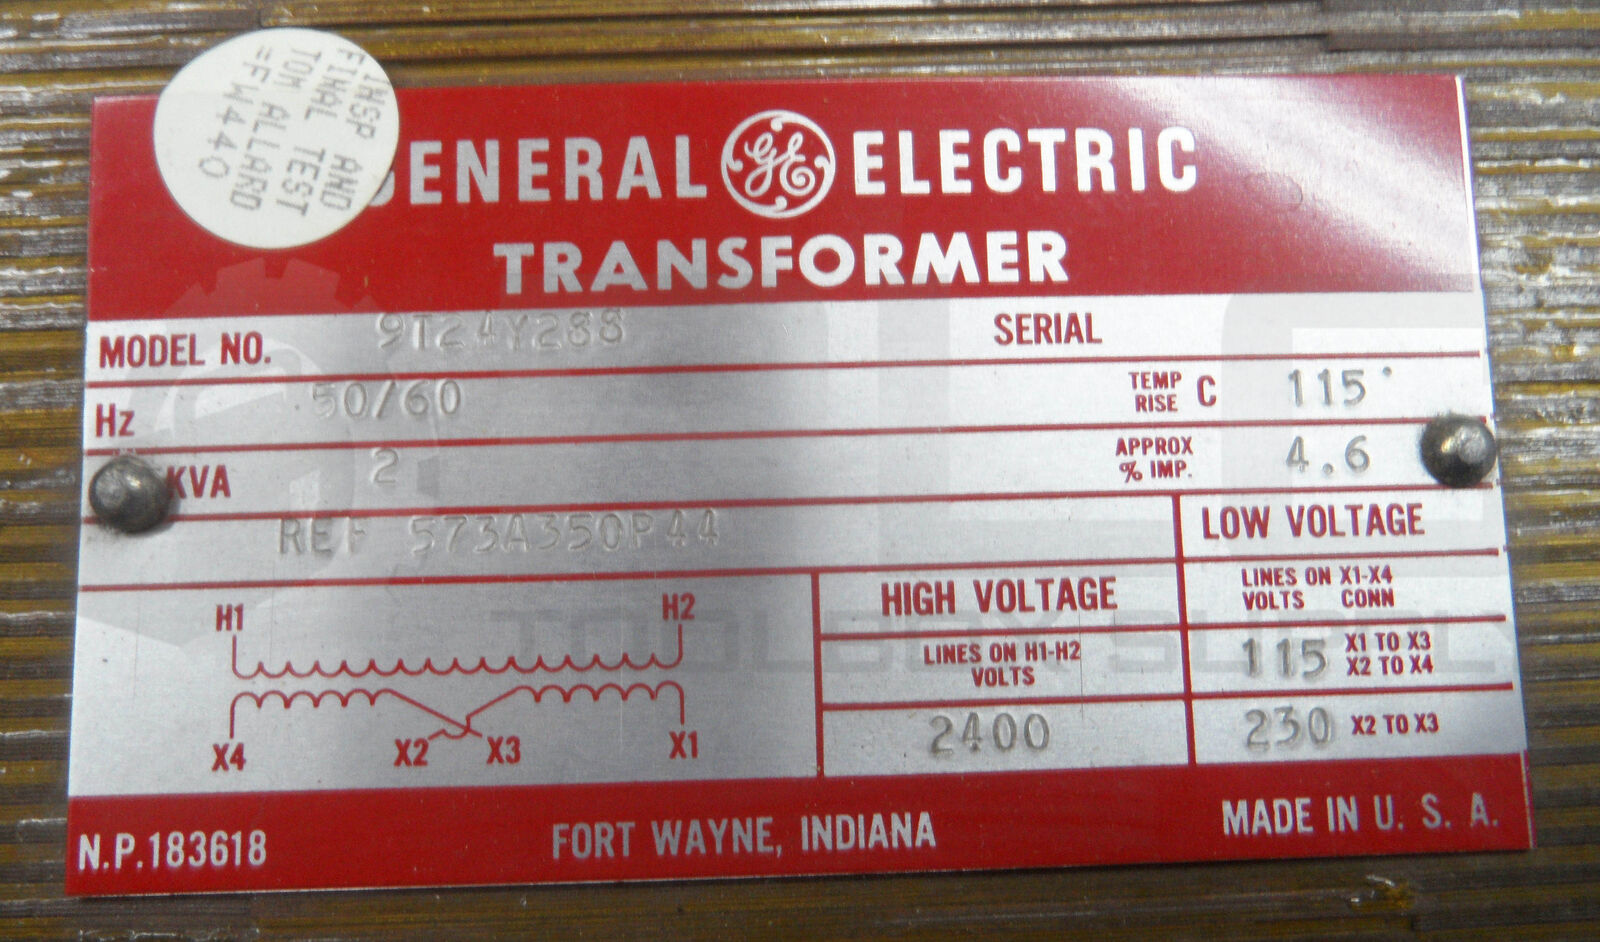 INSP AND
FINAL TEST
TOM ALLARD
=FW4440
GENERAL GE ELECTRIC
TRANSFORMER
MODEL NO. 9T24Y288 SERIAL
Hz 50/60 TEMP RISE C 115°
KVA 2 APPROX % IMP. 4.6
REF 573A350P44
LOW VOLTAGE
HIGH VOLTAGE
LINES ON X1-X4
VOLTS CONN
LINES ON H1-H2
VOLTS
115 X1 TO X3
X2 TO X4
2400
230 X2 TO X3
H1 H2
X4 X2 X3 X1
N.P.183618 FORT WAYNE, INDIANA MADE IN U. S. A.